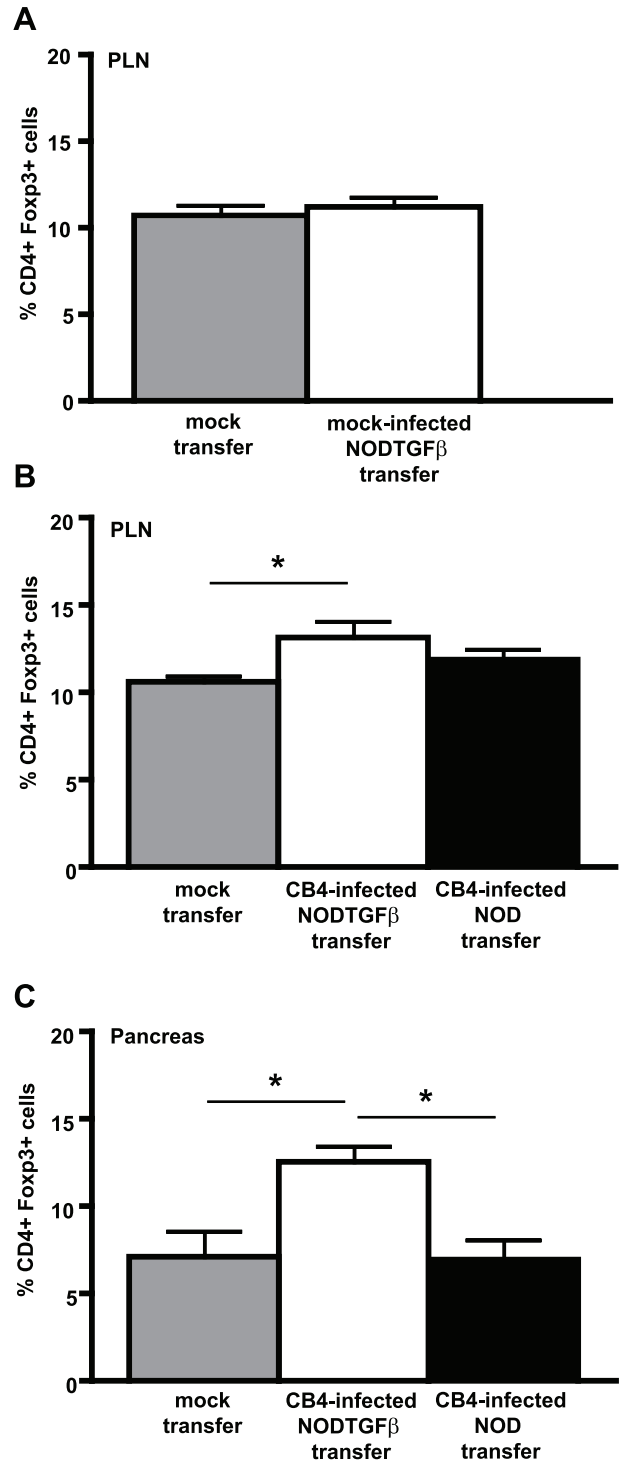 A
PLN
% CD4+ Foxp3+ cells
20
15
10
5
0
mock
transfer
mock-infected
NODTGFβ
transfer
B
PLN
% CD4+ Foxp3+ cells
20
15
10
5
0
*
mock
transfer
CB4-infected
NODTGFβ
transfer
CB4-infected
NOD
transfer
C
Pancreas
% CD4+ Foxp3+ cells
20
15
10
5
0
*
*
mock
transfer
CB4-infected
NODTGFβ
transfer
CB4-infected
NOD
transfer